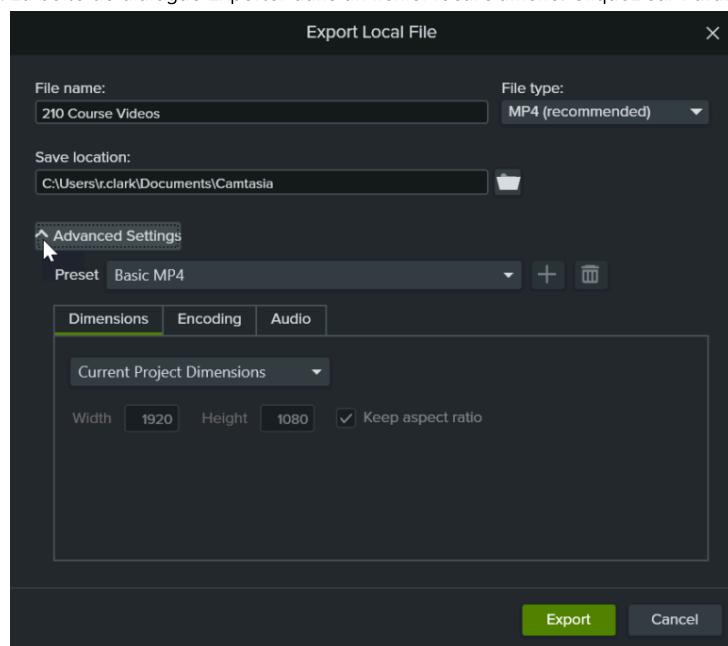 Export Local File
File name:
File type:
210 Course Videos
MP4 (recommended)
Save location:
C:\Users\r.clark\Documents\Camtasia
Advanced Settings
Preset Basic MP4
Dimensions Encoding Audio
Current Project Dimensions
Width 1920 Height 1080 Keep aspect ratio
Export Cancel